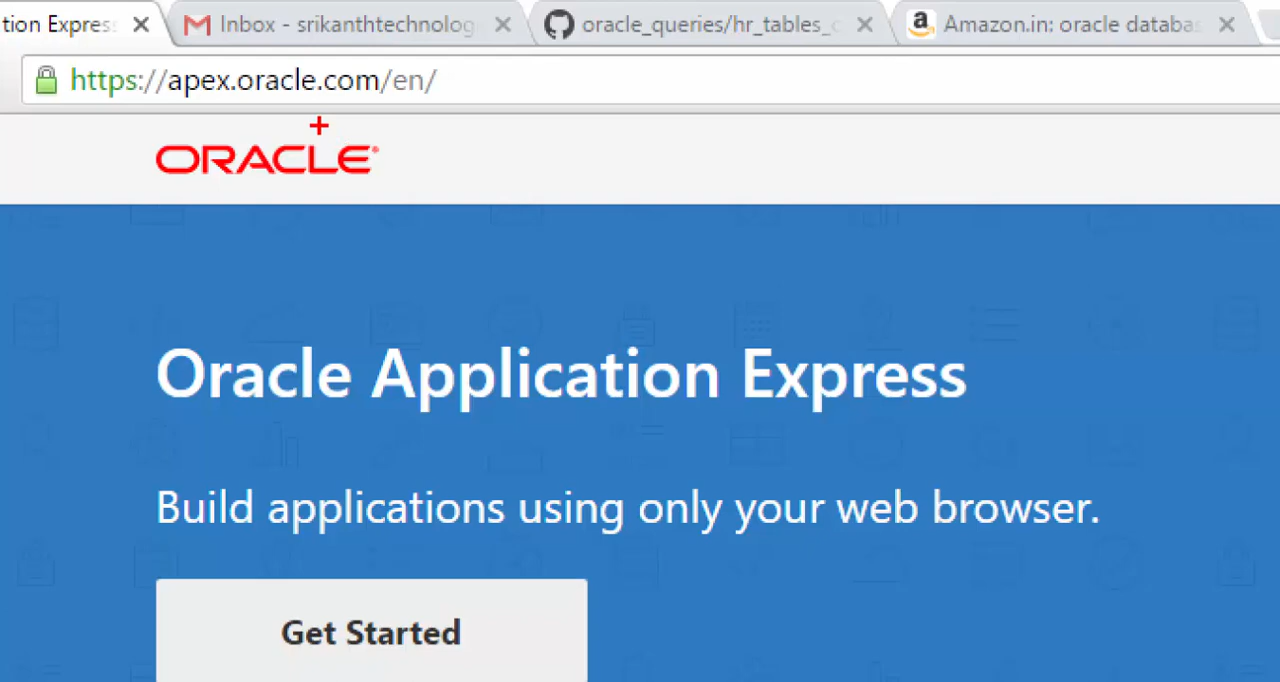 tion Express
Inbox - srikanthtechnolog
oracle_queries/hr_tables_
a Amazon.in: oracle databas
https://apex.oracle.com/en/
ORACLE®
Oracle Application Express
Build applications using only your web browser.
Get Started